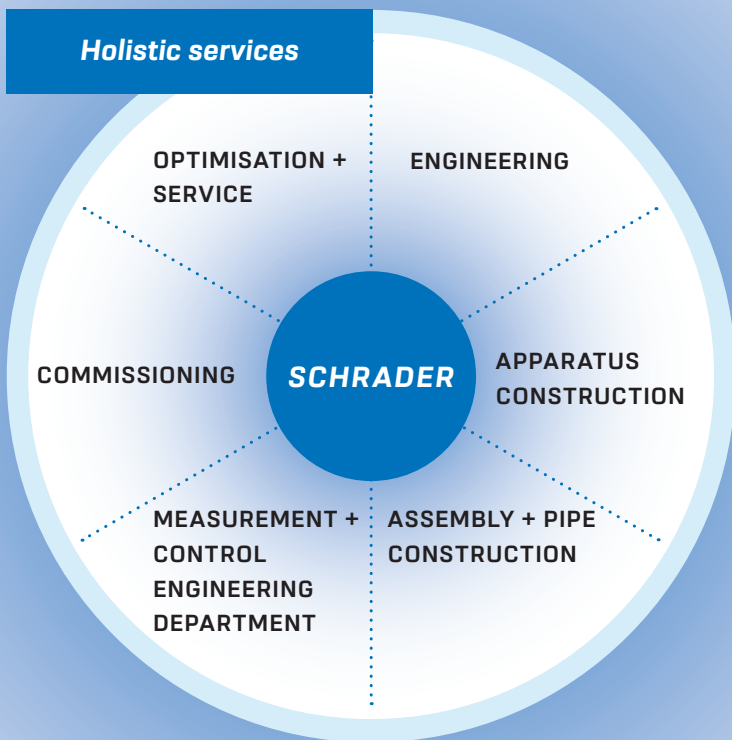 Holistic services
OPTIMISATION +
SERVICE
ENGINEERING
COMMISSIONING
SCHRADER
APPARATUS
CONSTRUCTION
MEASUREMENT +
CONTROL
ENGINEERING
DEPARTMENT
ASSEMBLY + PIPE
CONSTRUCTION